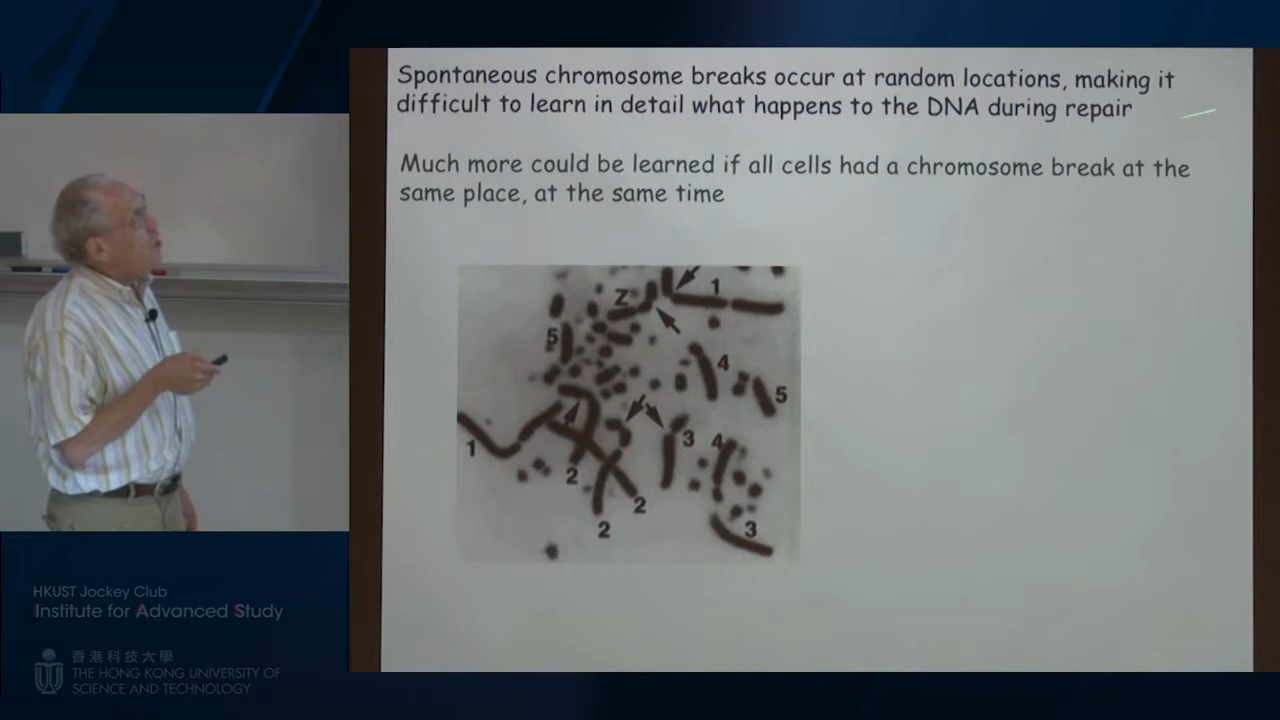 Spontaneous chromosome breaks occur at random locations, making it
difficult to learn in detail what happens to the DNA during repair
Much more could be learned if all cells had a chromosome break at the
same place, at the same time
Z
1
5
4
5
1
3
4
2
2
3
2
HKUST Jockey Club
Institute for Advanced Study
香港科技大學
THE HONG KONG UNIVERSITY OF
SCIENCE AND TECHNOLOGY